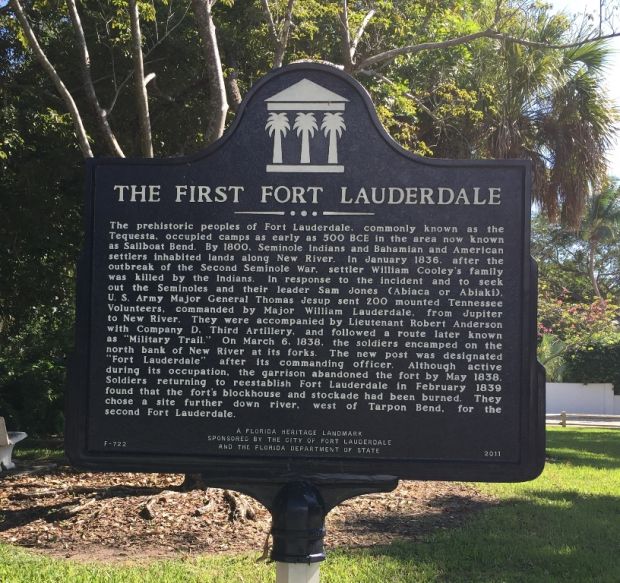 THE FIRST FORT LAUDERDALE
The prehistoric peoples of Fort Lauderdale, commonly known as the
Tequesta, occupied camps as early as 500 BCE in the area now known
as Sailboat Bend. By 1800, Seminole Indians and Bahamian and American
settlers inhabited lands along New River. In January 1836, after the
outbreak of the Second Seminole War, settler William Cooley's family
was killed by the Indians. In response to the incident and to seek
out the Seminoles and their leader Sam Jones (Abiaca or Abiaki),
U. S. Army Major General Thomas Jesup sent 200 mounted Tennessee
Volunteers, commanded by Major William Lauderdale, from Jupiter
to New River. They were accompanied by Lieutenant Robert Anderson
with Company D, Third Artillery, and followed a route later known
as "Military Trail." On March 6, 1838, the soldiers encamped on the
north bank of New River at its forks. The new post was designated
"Fort Lauderdale" after its commanding officer. Although active
during its occupation, the garrison abandoned the fort by May 1838.
Soldiers returning to reestablish Fort Lauderdale in February 1839
found that the fort's blockhouse and stockade had been burned. They
chose a site further down river, west of Tarpon Bend, for the
second Fort Lauderdale.
A FLORIDA HERITAGE LANDMARK
SPONSORED BY THE CITY OF FORT LAUDERDALE
AND THE FLORIDA DEPARTMENT OF STATE
F-722
2011